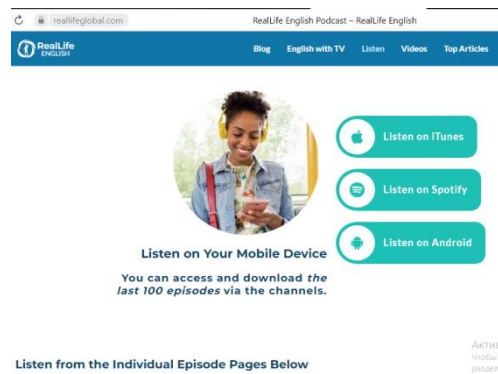 reallifeglobal.com
RealLife English Podcast – RealLife English
RealLife
ENGLISH
Blog English with TV Listen Videos Top Articles
Listen on iTunes
Listen on Spotify
Listen on Android
Listen on Your Mobile Device
You can access and download the
last 100 episodes via the channels.
Listen from the Individual Episode Pages Below
Актив
Чтобы
раздел